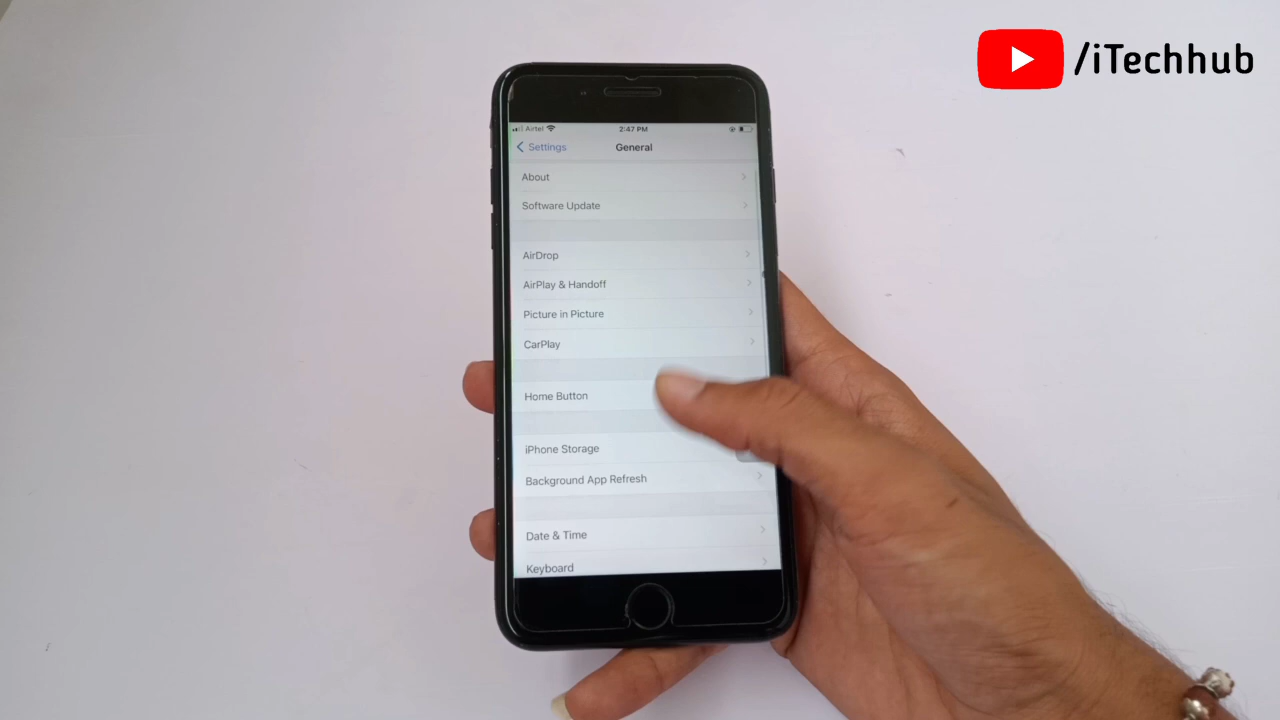 /iTechhub
Airtel 2:47 PM
Settings General
About
Software Update
AirDrop
AirPlay & Handoff
Picture in Picture
CarPlay
Home Button
iPhone Storage
Background App Refresh
Date & Time
Keyboard